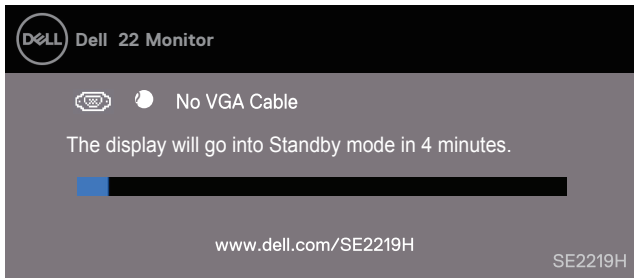 DELL Dell 22 Monitor
No VGA Cable
The display will go into Standby mode in 4 minutes.
www.dell.com/SE2219H
SE2219H